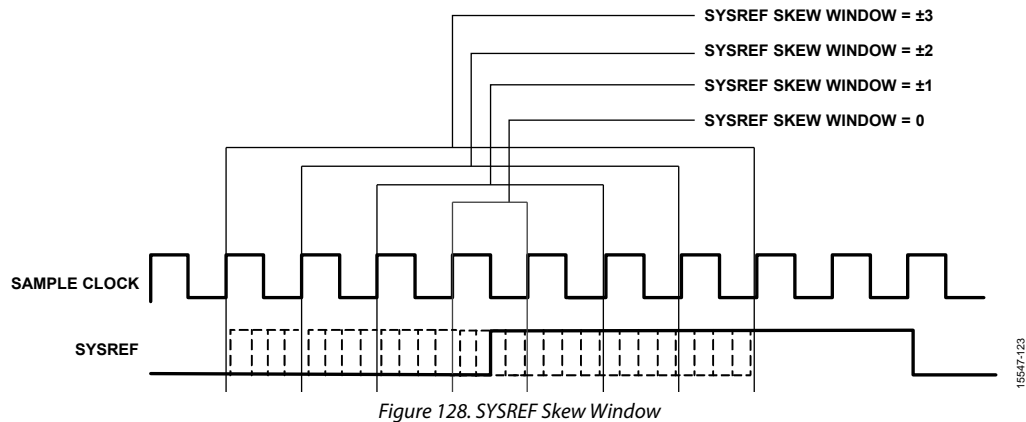 SYSREF SKEW WINDOW = ±3
SYSREF SKEW WINDOW = ±2
SYSREF SKEW WINDOW = ±1
SYSREF SKEW WINDOW = 0
SAMPLE CLOCK
SYSREF
15547-123
Figure 128. SYSREF Skew Window